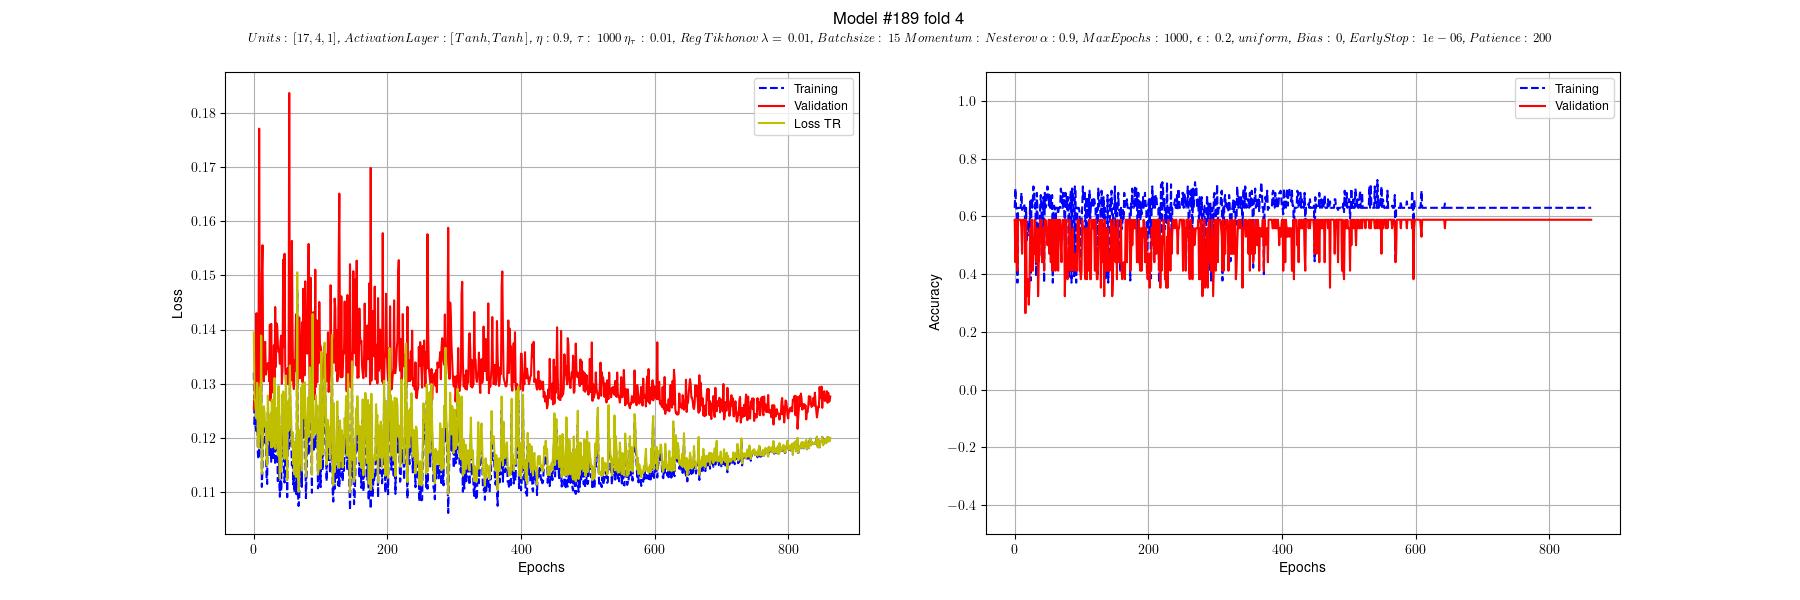 Model #189 fold 4
Units : [17, 4, 1], ActivationLayer : [Tanh, Tanh], η : 0.9, τ : 1000 ητ : 0.01, Reg Tikhonov λ = 0.01, Batchsize : 15 Momentum : Nesterov α : 0.9, MaxEpochs : 1000, ϵ : 0.2, uniform, Bias : 0, EarlyStop : 1e − 06, Patience : 200
Training
Validation
Loss TR
0.18
0.17
0.16
0.15
0.14
0.13
0.12
0.11
Loss
0 200 400 600 800
Epochs
Training
Validation
1.0
0.8
0.6
0.4
0.2
0.0
−0.2
−0.4
Accuracy
0 200 400 600 800
Epochs